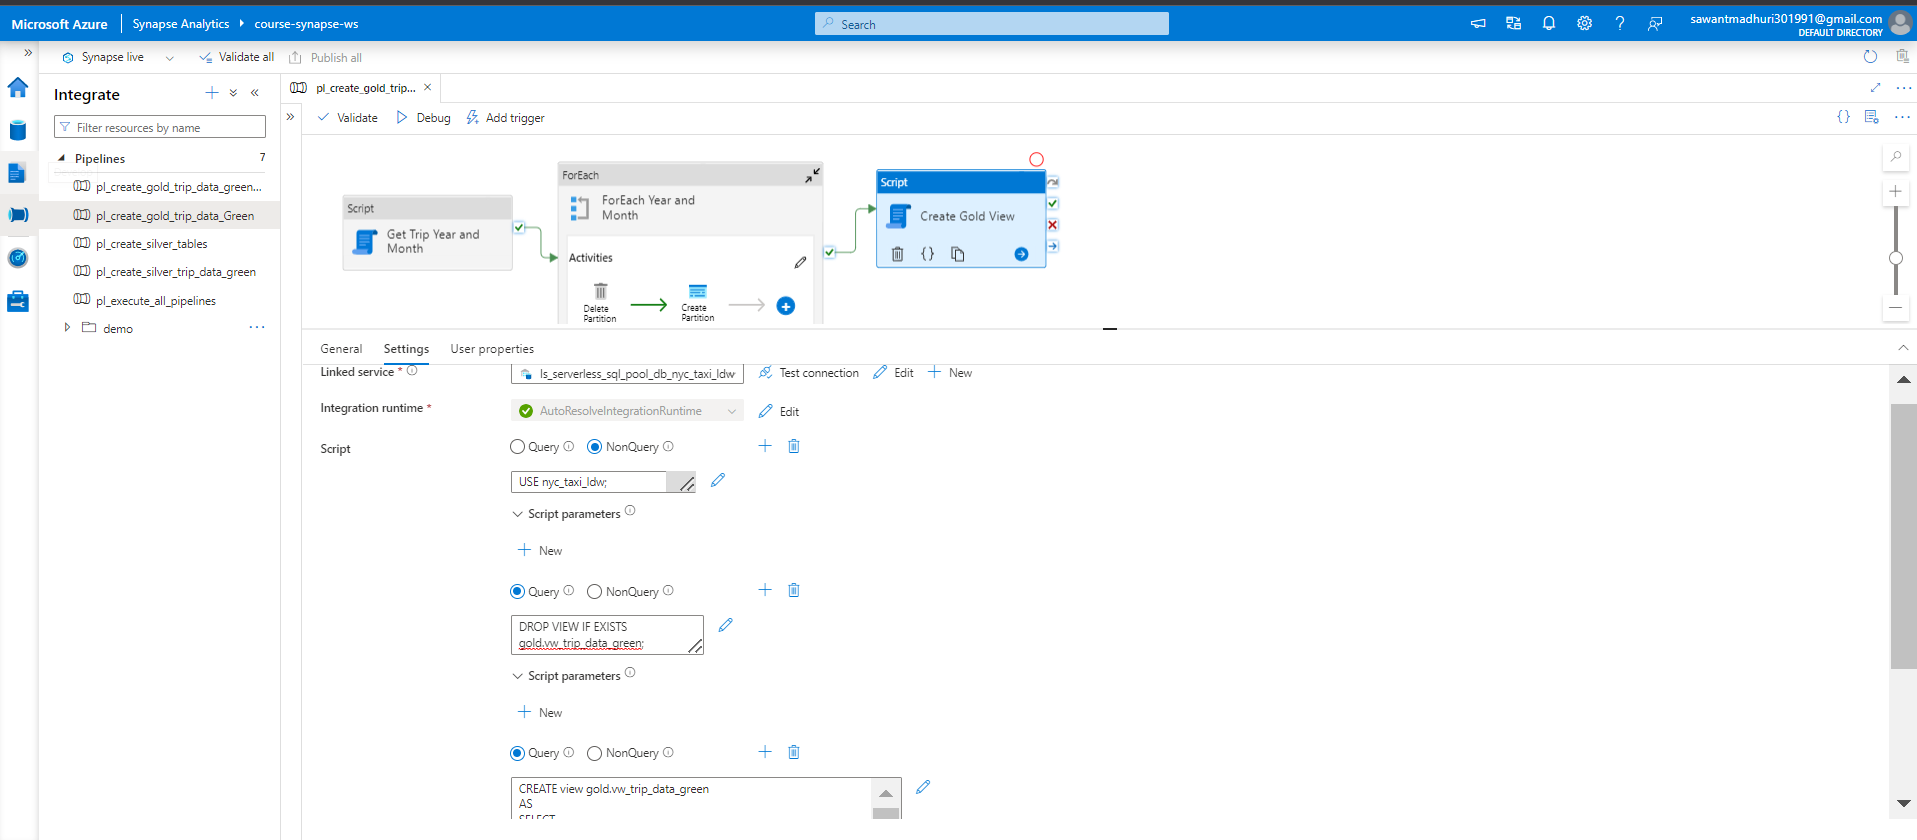 Microsoft Azure
Synapse Analytics
course-synapse-ws
Search
sawantmadhuri301991@gmail.com
DEFAULT DIRECTORY
Synapse live
Validate all
Publish all
Integrate
Filter resources by name
Pipelines
7
pl_create_gold_trip_data_green...
pl_create_gold_trip_data_Green
pl_create_silver_tables
pl_create_silver_trip_data_green
pl_execute_all_pipelines
demo
pl_create_gold_trip...
Validate
Debug
Add trigger
Script
Get Trip Year and
Month
ForEach
ForEach Year and
Month
Activities
Delete
Partition
Create
Partition
Script
Create Gold View
General
Settings
User properties
Linked service *
ls_serverless_sql_pool_db_nyc_taxi_ldw
Test connection
Edit
New
Integration runtime *
AutoResolveIntegrationRuntime
Edit
Script
Query
NonQuery
USE nyc_taxi_ldw;
Script parameters
New
Query
NonQuery
DROP VIEW IF EXISTS
gold.vw_trip_data_green;
Script parameters
New
Query
NonQuery
CREATE view gold.vw_trip_data_green
AS
SELECT